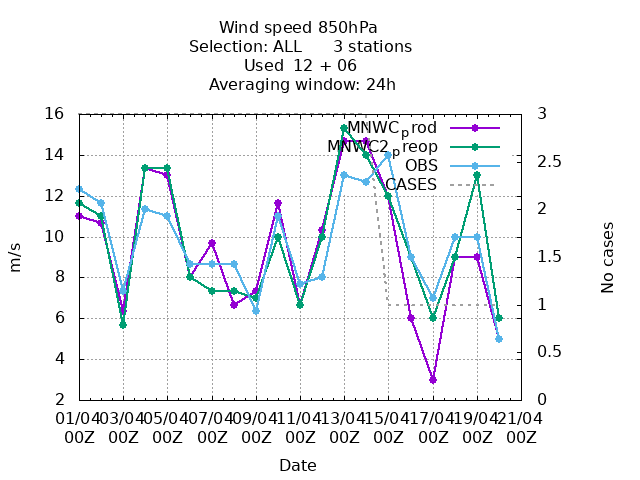 Wind speed 850hPa
Selection: ALL 3 stations
Used 12 + 06
Averaging window: 24h
16 3
MNWCprod
MNWC2preop
OBS
CASES
14 2.5
12 2
10 1.5
8
6 1
4 0.5
2 0
m/s
No cases
01/04 03/04 05/04 07/04 09/04 11/04 13/04 15/04 17/04 19/04 21/04
00Z 00Z 00Z 00Z 00Z 00Z 00Z 00Z 00Z 00Z 00Z
Date